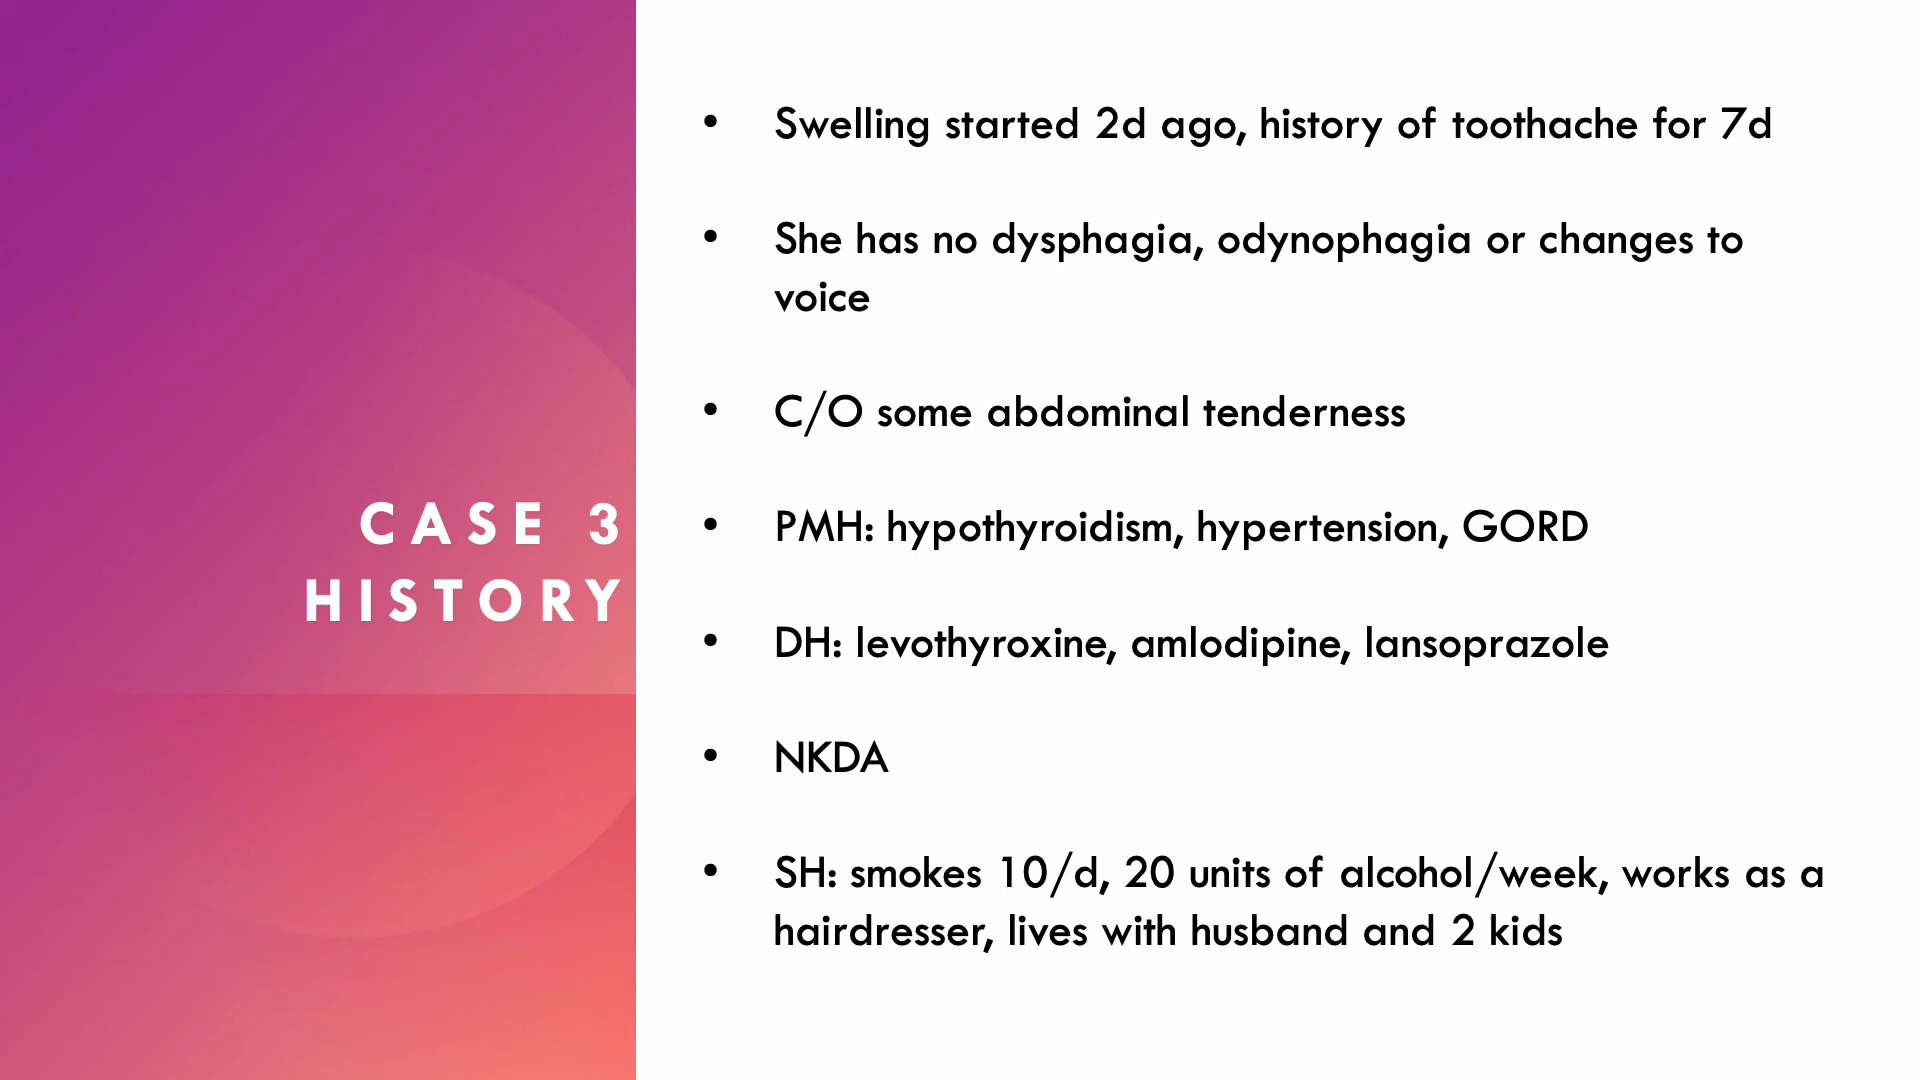 CASE 3
HISTORY
• Swelling started 2d ago, history of toothache for 7d
• She has no dysphagia, odynophagia or changes to
voice
• C/O some abdominal tenderness
• PMH: hypothyroidism, hypertension, GORD
• DH: levothyroxine, amlodipine, lansoprazole
• NKDA
• SH: smokes 10/d, 20 units of alcohol/week, works as a
hairdresser, lives with husband and 2 kids